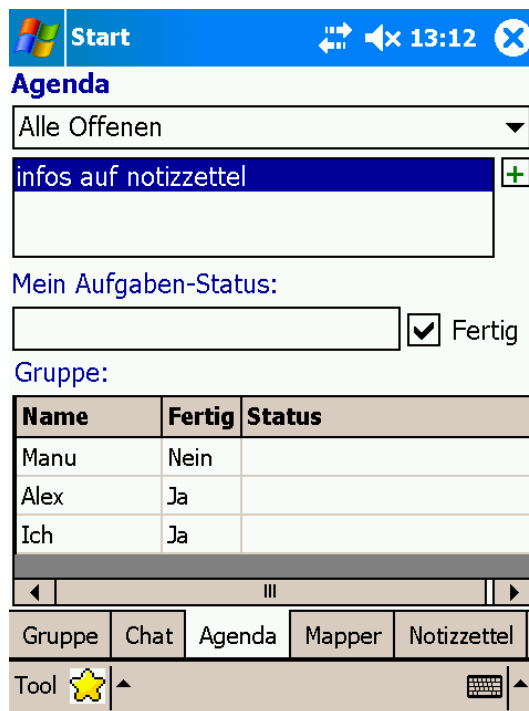 Start 13:12
Agenda
Alle Offenen
infos auf notizzettel
Mein Aufgaben-Status:
Fertig
Gruppe:
Name Fertig Status
Manu Nein
Alex Ja
Ich Ja
Gruppe Chat Agenda Mapper Notizzettel
Tool